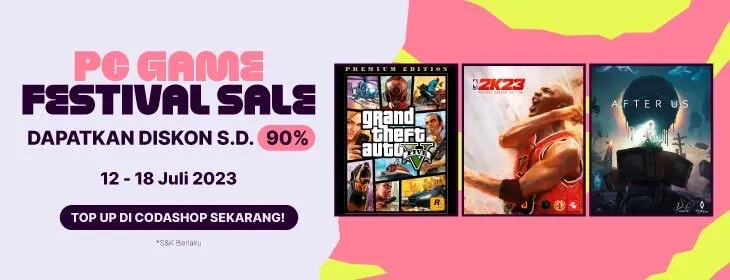 PC GAME
FESTIVAL SALE
DAPATKAN DISKON S.D. 90%
12 - 18 Juli 2023
TOP UP DI CODASHOP SEKARANG!
*S&K Berlaku
PREMIUM EDITION
grand
theft
auto
V
FIVE
R
NBA 2K23
AFTER US